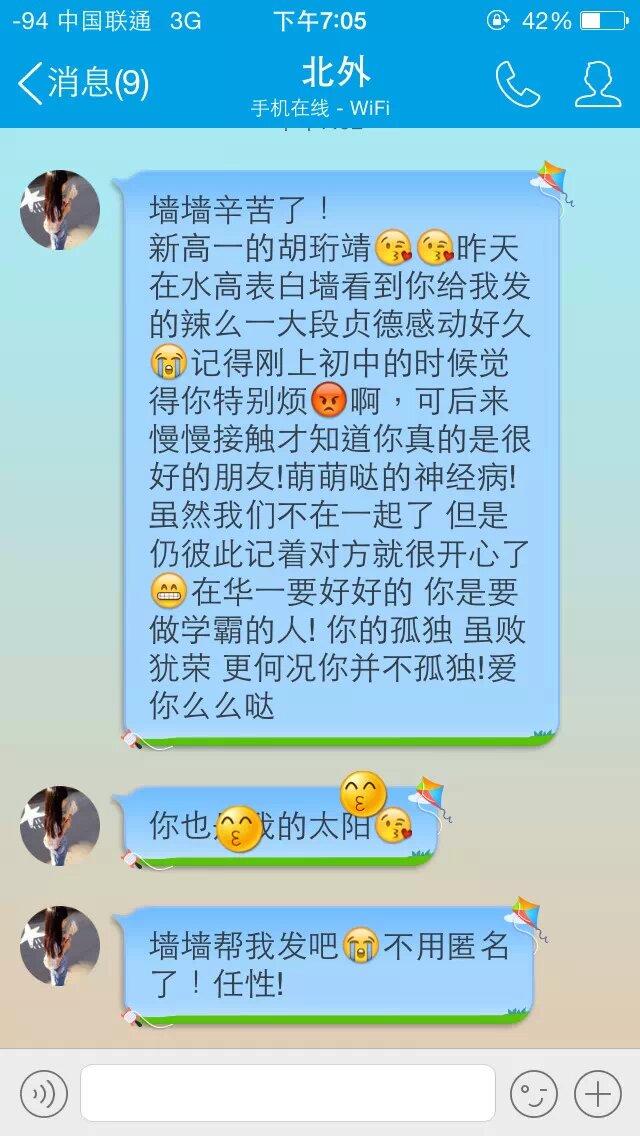 -94 中国联通 3G 下午7:05 42%
消息(9) 北外
手机在线 - WiFi
墙墙辛苦了！
新高一的胡珩靖😘😘昨天
在水高表白墙看到你给我发
的辣么一大段贞德感动好久
😭记得刚上初中的时候觉
得你特别烦😡啊，可后来
慢慢接触才知道你真的是很
好的朋友!萌萌哒的神经病!
虽然我们不在一起了 但是
仍彼此记着对方就很开心了
😁在华一要好好的 你是要
做学霸的人! 你的孤独 虽败
犹荣 更何况你并不孤独!爱
你么么哒
你也 我的太阳😘
墙墙帮我发吧😭不用匿名
了！任性!